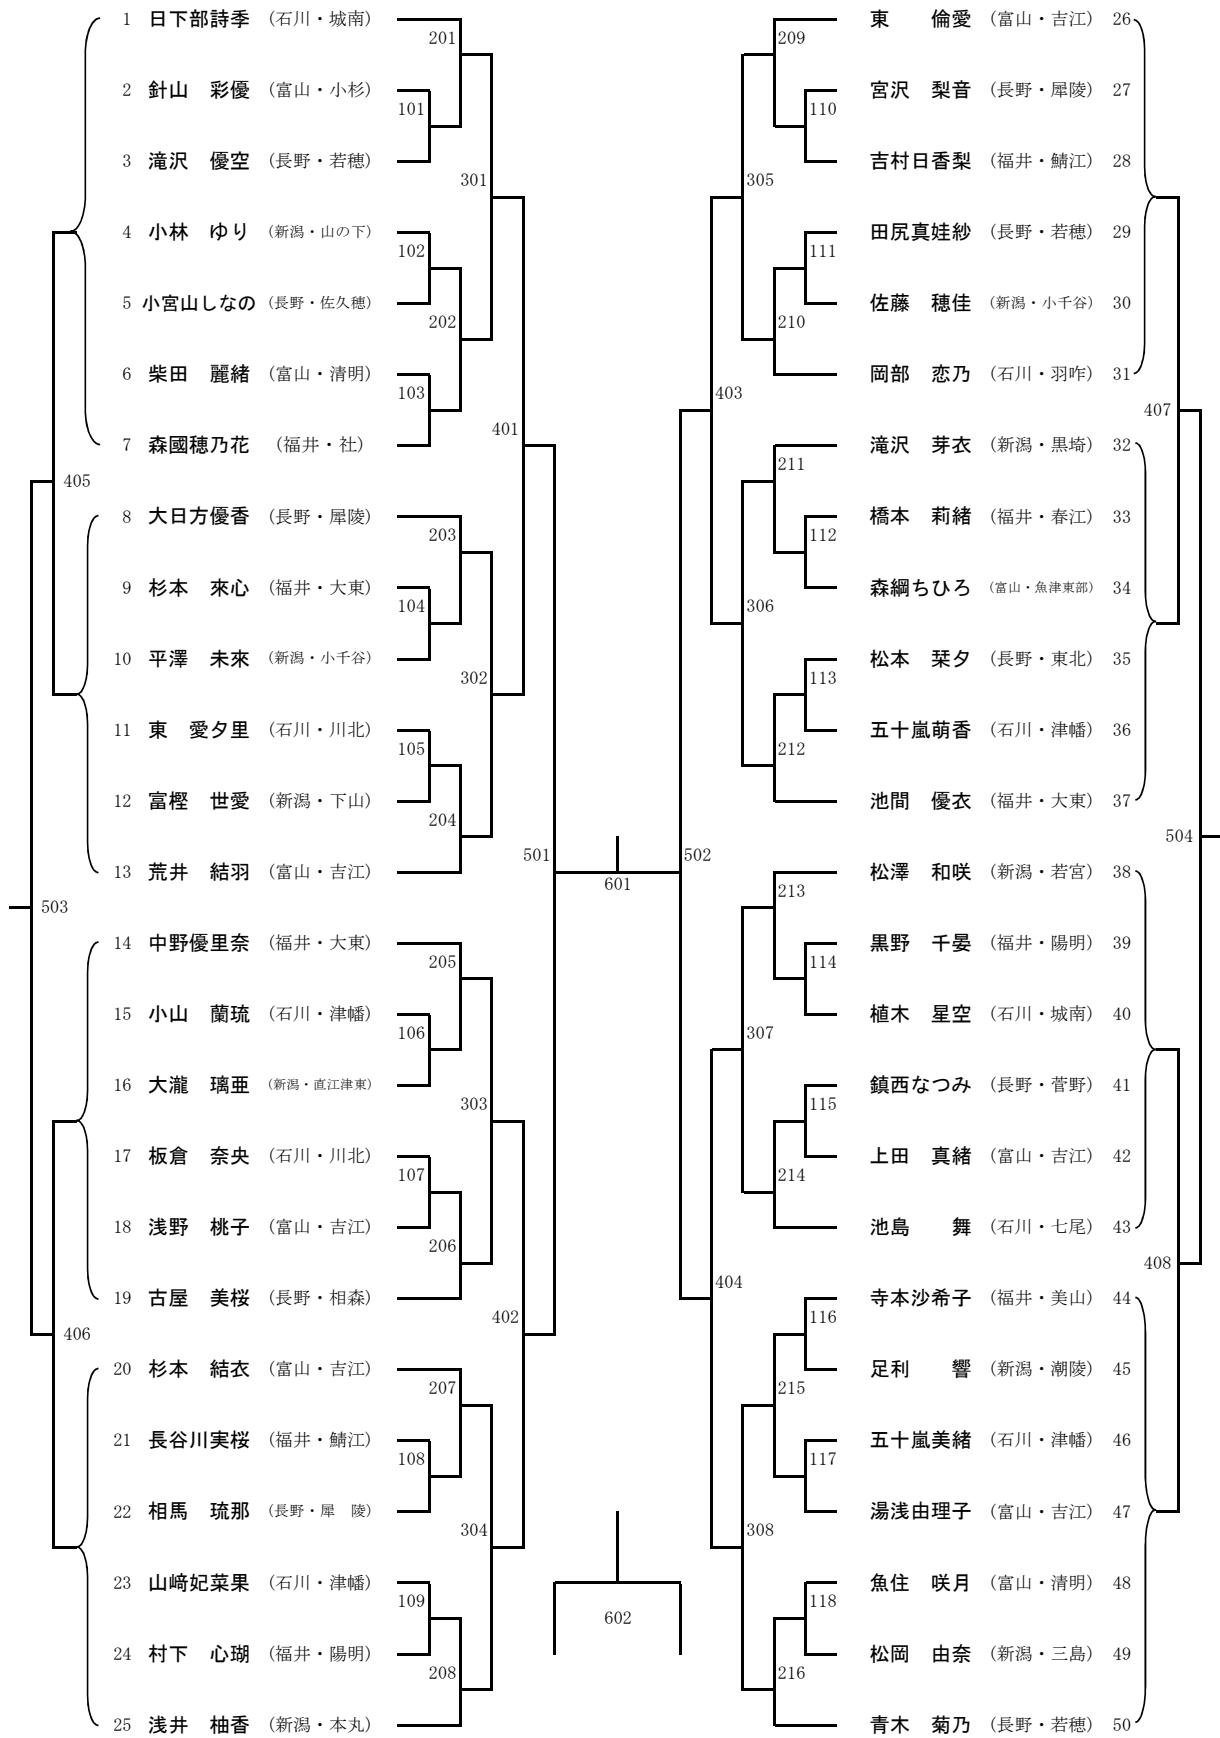 1 日下部詩季 (石川・城南)
201
2 針山 彩優 (富山・小杉)
101
3 滝沢 優空 (長野・若穂)
301
4 小林 ゆり (新潟・山の下)
102
5 小宮山しなの (長野・佐久穂)
202
6 柴田 麗緒 (富山・清明)
103
401
7 森國穂乃花 (福井・社)
405
8 大日方優香 (長野・犀陵)
203
9 杉本 來心 (福井・大東)
104
10 平澤 未來 (新潟・小千谷)
302
11 東 愛夕里 (石川・川北)
105
12 富樫 世愛 (新潟・下山)
204
501
13 荒井 結羽 (富山・吉江)
503
14 中野優里奈 (福井・大東)
205
15 小山 蘭琉 (石川・津幡)
106
16 大瀧 璃亜 (新潟・直江津東)
303
17 板倉 奈央 (石川・川北)
107
18 浅野 桃子 (富山・吉江)
206
19 古屋 美桜 (長野・相森)
402
406
20 杉本 結衣 (富山・吉江)
207
21 長谷川実桜 (福井・鯖江)
108
22 相馬 琉那 (長野・犀 陵)
304
23 山﨑妃菜果 (石川・津幡)
109
24 村下 心瑚 (福井・陽明)
208
25 浅井 柚香 (新潟・本丸)
601
602
東 倫愛 (富山・吉江) 26
209
宮沢 梨音 (長野・犀陵) 27
110
吉村日香梨 (福井・鯖江) 28
305
田尻真娃紗 (長野・若穂) 29
111
佐藤 穂佳 (新潟・小千谷) 30
210
岡部 恋乃 (石川・羽咋) 31
403
407
滝沢 芽衣 (新潟・黒埼) 32
211
橋本 莉緒 (福井・春江) 33
112
森綱ちひろ (富山・魚津東部) 34
306
松本 栞夕 (長野・東北) 35
113
五十嵐萌香 (石川・津幡) 36
212
池間 優衣 (福井・大東) 37
504
502
松澤 和咲 (新潟・若宮) 38
213
黒野 千晏 (福井・陽明) 39
114
植木 星空 (石川・城南) 40
307
鎮西なつみ (長野・菅野) 41
115
上田 真緒 (富山・吉江) 42
214
池島 舞 (石川・七尾) 43
408
404
寺本沙希子 (福井・美山) 44
116
足利 響 (新潟・潮陵) 45
215
五十嵐美緒 (石川・津幡) 46
117
湯浅由理子 (富山・吉江) 47
308
魚住 咲月 (富山・清明) 48
118
松岡 由奈 (新潟・三島) 49
216
青木 菊乃 (長野・若穂) 50